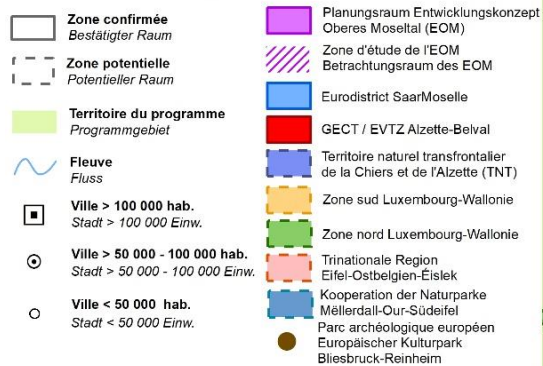 Zone confirmée
Bestätigter Raum
Zone potentielle
Potentieller Raum
Territoire du programme
Programmgebiet
Fleuve
Fluss
Ville > 100 000 hab.
Stadt > 100 000 Einw.
Ville > 50 000 - 100 000 hab.
Stadt > 50 000 - 100 000 Einw.
Ville < 50 000 hab.
Stadt < 50 000 Einw.
Planungsraum Entwicklungskonzept
Oberes Moseltal (EOM)
Zone d'étude de l'EOM
Betrachtungsraum des EOM
Eurodistrict SaarMoselle
GECT / EVTZ Alzette-Belval
Territoire naturel transfrontalier
de la Chiers et de l'Alzette (TNT)
Zone sud Luxembourg-Wallonie
Zone nord Luxembourg-Wallonie
Trinationale Region
Eifel-Ostbelgien-Éislek
Kooperation der Naturparke
Mëllerdall-Our-Südeifel
Parc archéologique européen
Europäischer Kulturpark
Bliesbruck-Reinheim